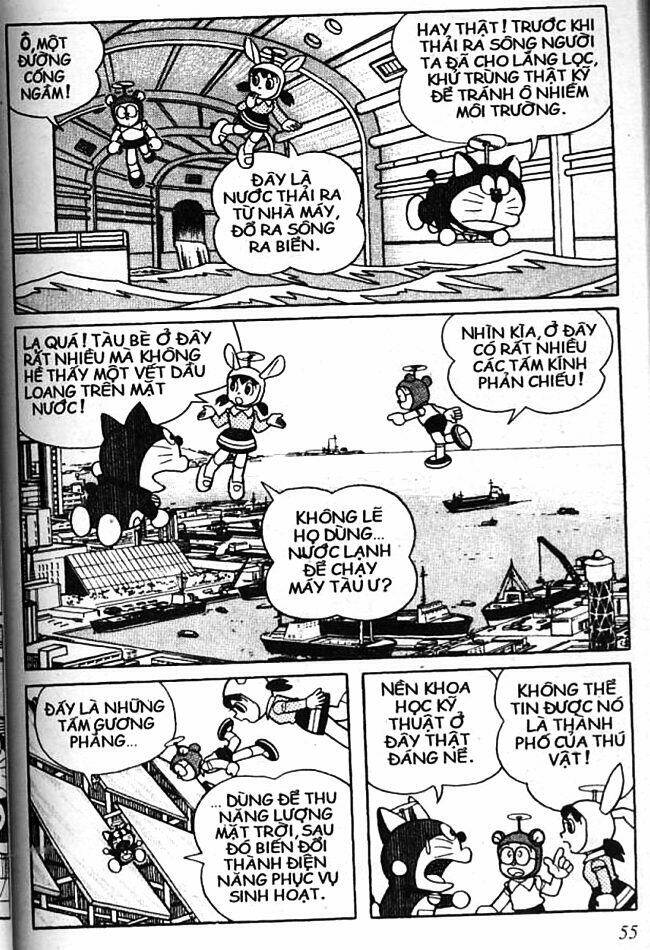 Ồ, MỘT
ĐƯỜNG
CỐNG
NGẦM!
HAY THẬT! TRƯỚC KHI
THẢI RA SÔNG NGƯỜI
TA ĐÃ CHO LẮNG LỌC,
KHỬ TRÙNG THẬT KỸ
ĐỂ TRÁNH Ô NHIỄM
MÔI TRƯỜNG.
ĐÂY LÀ
NƯỚC THẢI RA
TỪ NHÀ MÁY,
ĐỔ RA SÔNG
RA BIỂN.
LẠ QUÁ! TÀU BÈ Ở ĐÂY
RẤT NHIỀU MÀ KHÔNG
HỀ THẤY MỘT VẾT DẦU
LOANG TRÊN MẶT
NƯỚC!
NHÌN KÌA, Ở ĐÂY
CÓ RẤT NHIỀU
CÁC TẤM KÍNH
PHẢN CHIẾU!
KHÔNG LẼ
HỌ DÙNG...
NƯỚC LẠNH
ĐỂ CHẠY
MÁY TÀU Ư?
ĐẤY LÀ NHỮNG
TẤM GƯƠNG
PHẲNG...
... DÙNG ĐỂ THU
NĂNG LƯỢNG
MẶT TRỜI, SAU
ĐÓ BIẾN ĐỔI
THÀNH ĐIỆN
NĂNG PHỤC VỤ
SINH HOẠT.
NỀN KHOA
HỌC KỸ
THUẬT Ở
ĐÂY THẬT
ĐÁNG NỂ.
KHÔNG THỂ
TIN ĐƯỢC NÓ
LÀ THÀNH
PHỐ CỦA THÚ
VẬT!
55